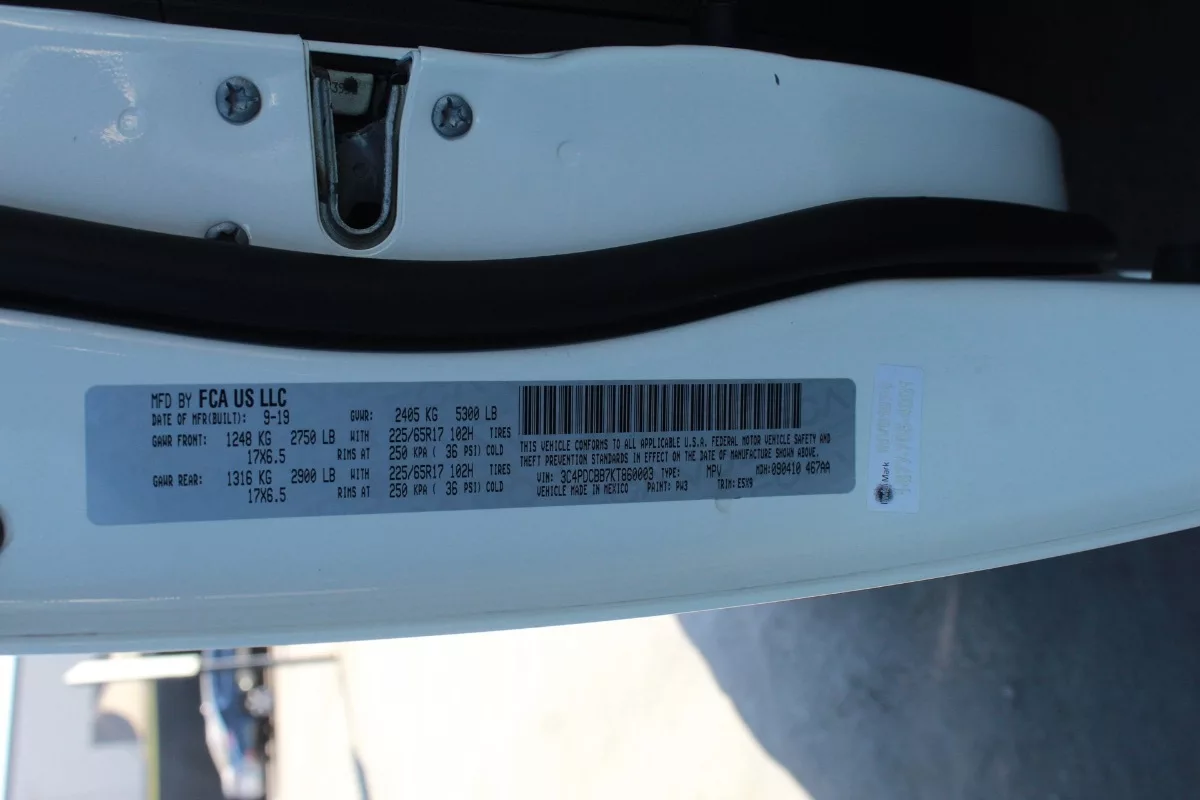 MFD BY FCA US LLC
DATE OF MFR(BUILT): 9-19 GVWR: 2405 KG 5300 LB
GAWR FRONT: 1248 KG 2750 LB WITH 225/65R17 102H TIRES
17X6.5 RIMS AT 250 KPA ( 36 PSI) COLD
GAWR REAR: 1316 KG 2900 LB WITH 225/65R17 102H TIRES
17X6.5 RIMS AT 250 KPA ( 36 PSI) COLD
THIS VEHICLE CONFORMS TO ALL APPLICABLE U.S.A. FEDERAL MOTOR VEHICLE SAFETY AND
THEFT PREVENTION STANDARDS IN EFFECT ON THE DATE OF MANUFACTURE SHOWN ABOVE.
VIN: 3C4PDCBB7KT860003 TYPE: MPV MDH: 090410 467AA
VEHICLE MADE IN MEXICO PAINT: PW3 TRIM: E5X9
Mark